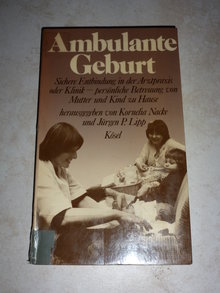 Ambulante
Geburt
Sichere Entbindung in der Arztpraxis
oder Klinik – persönliche Betreuung von
Mutter und Kind zu Hause
herausgegeben von Kornelia Nacke
und Jürgen P. Lipp
Kösel